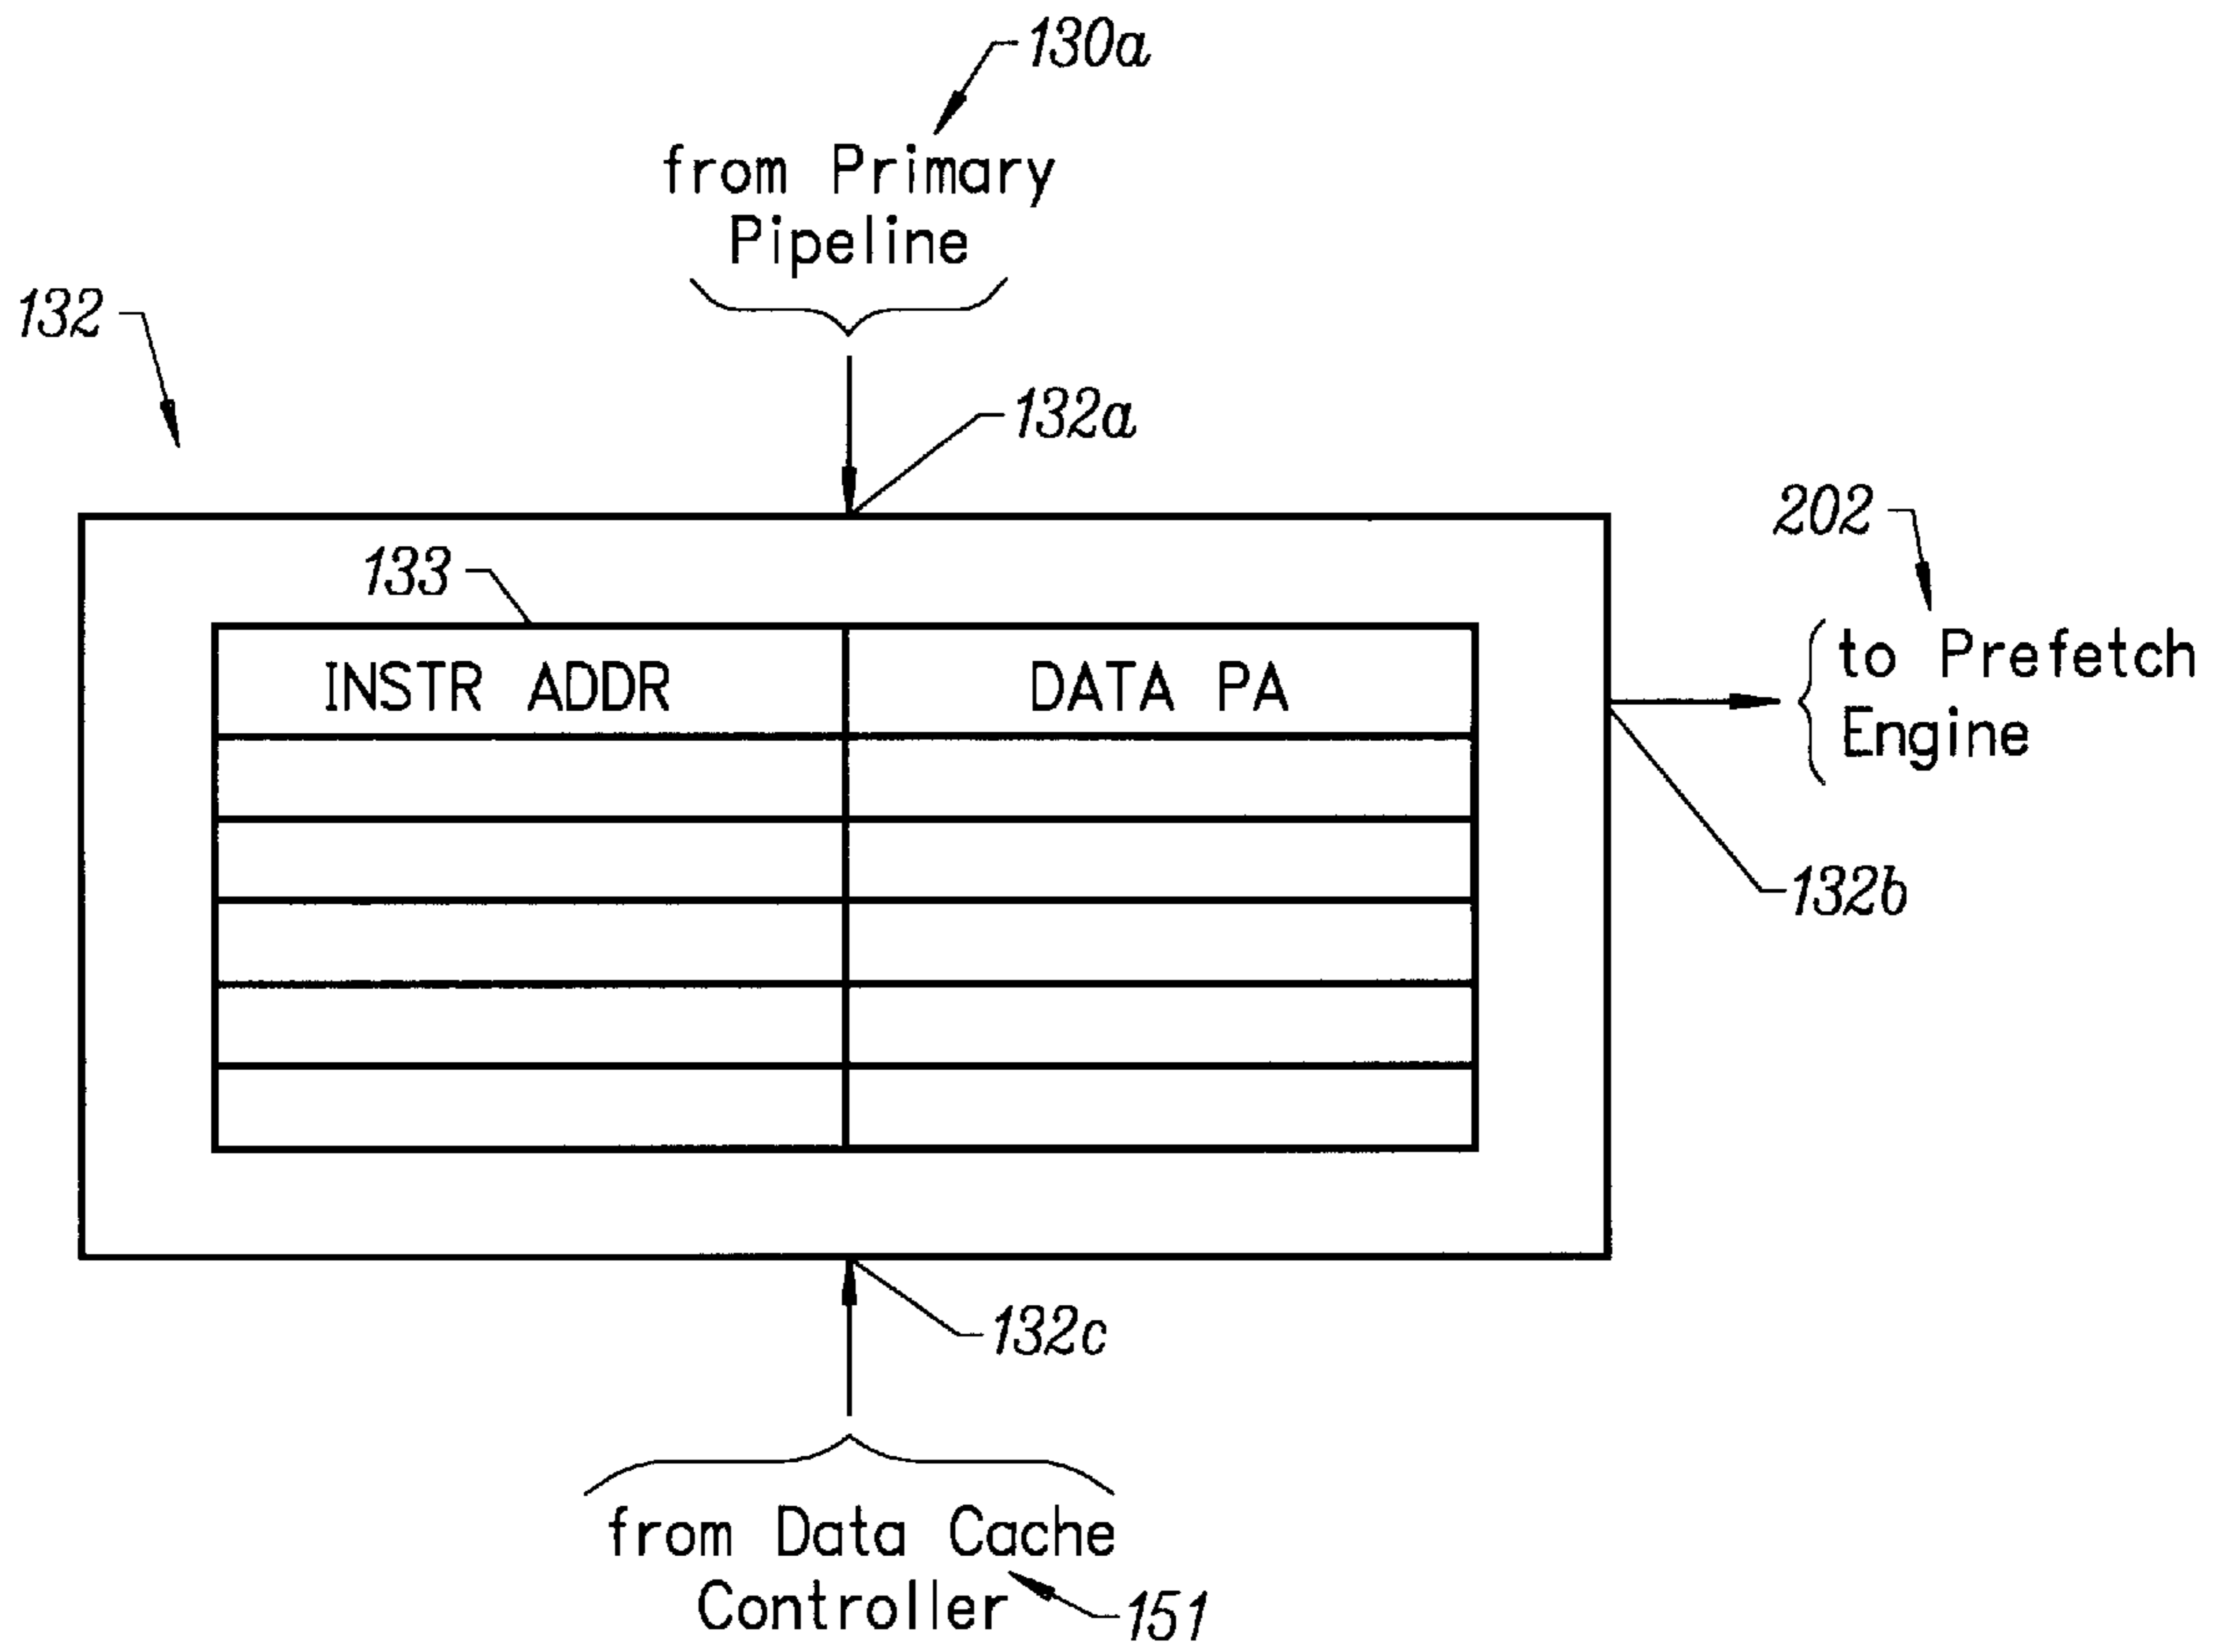 130a
from Primary
Pipeline
132
132a
202
133
to Prefetch
Engine
INSTR ADDR DATA PA
132b
132c
from Data Cache
Controller
151